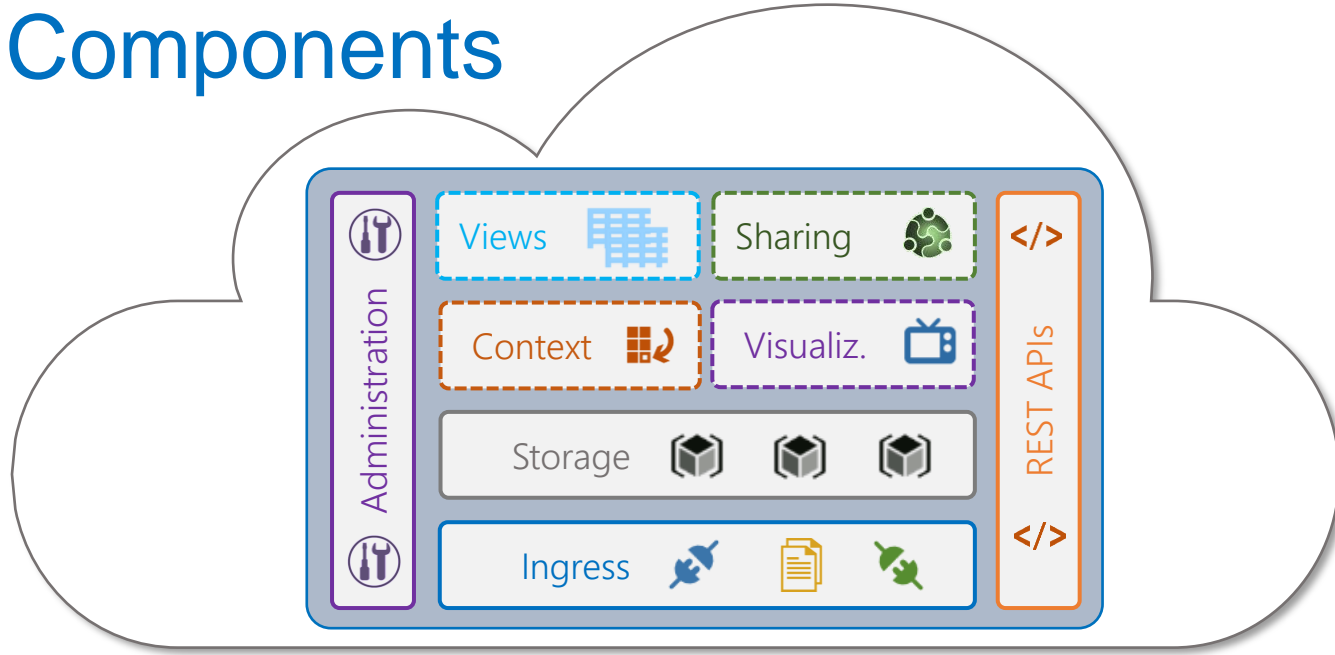 Components
Administration
Views
Sharing
Context
Visualiz.
Storage
Ingress
</>
REST APIs
</>